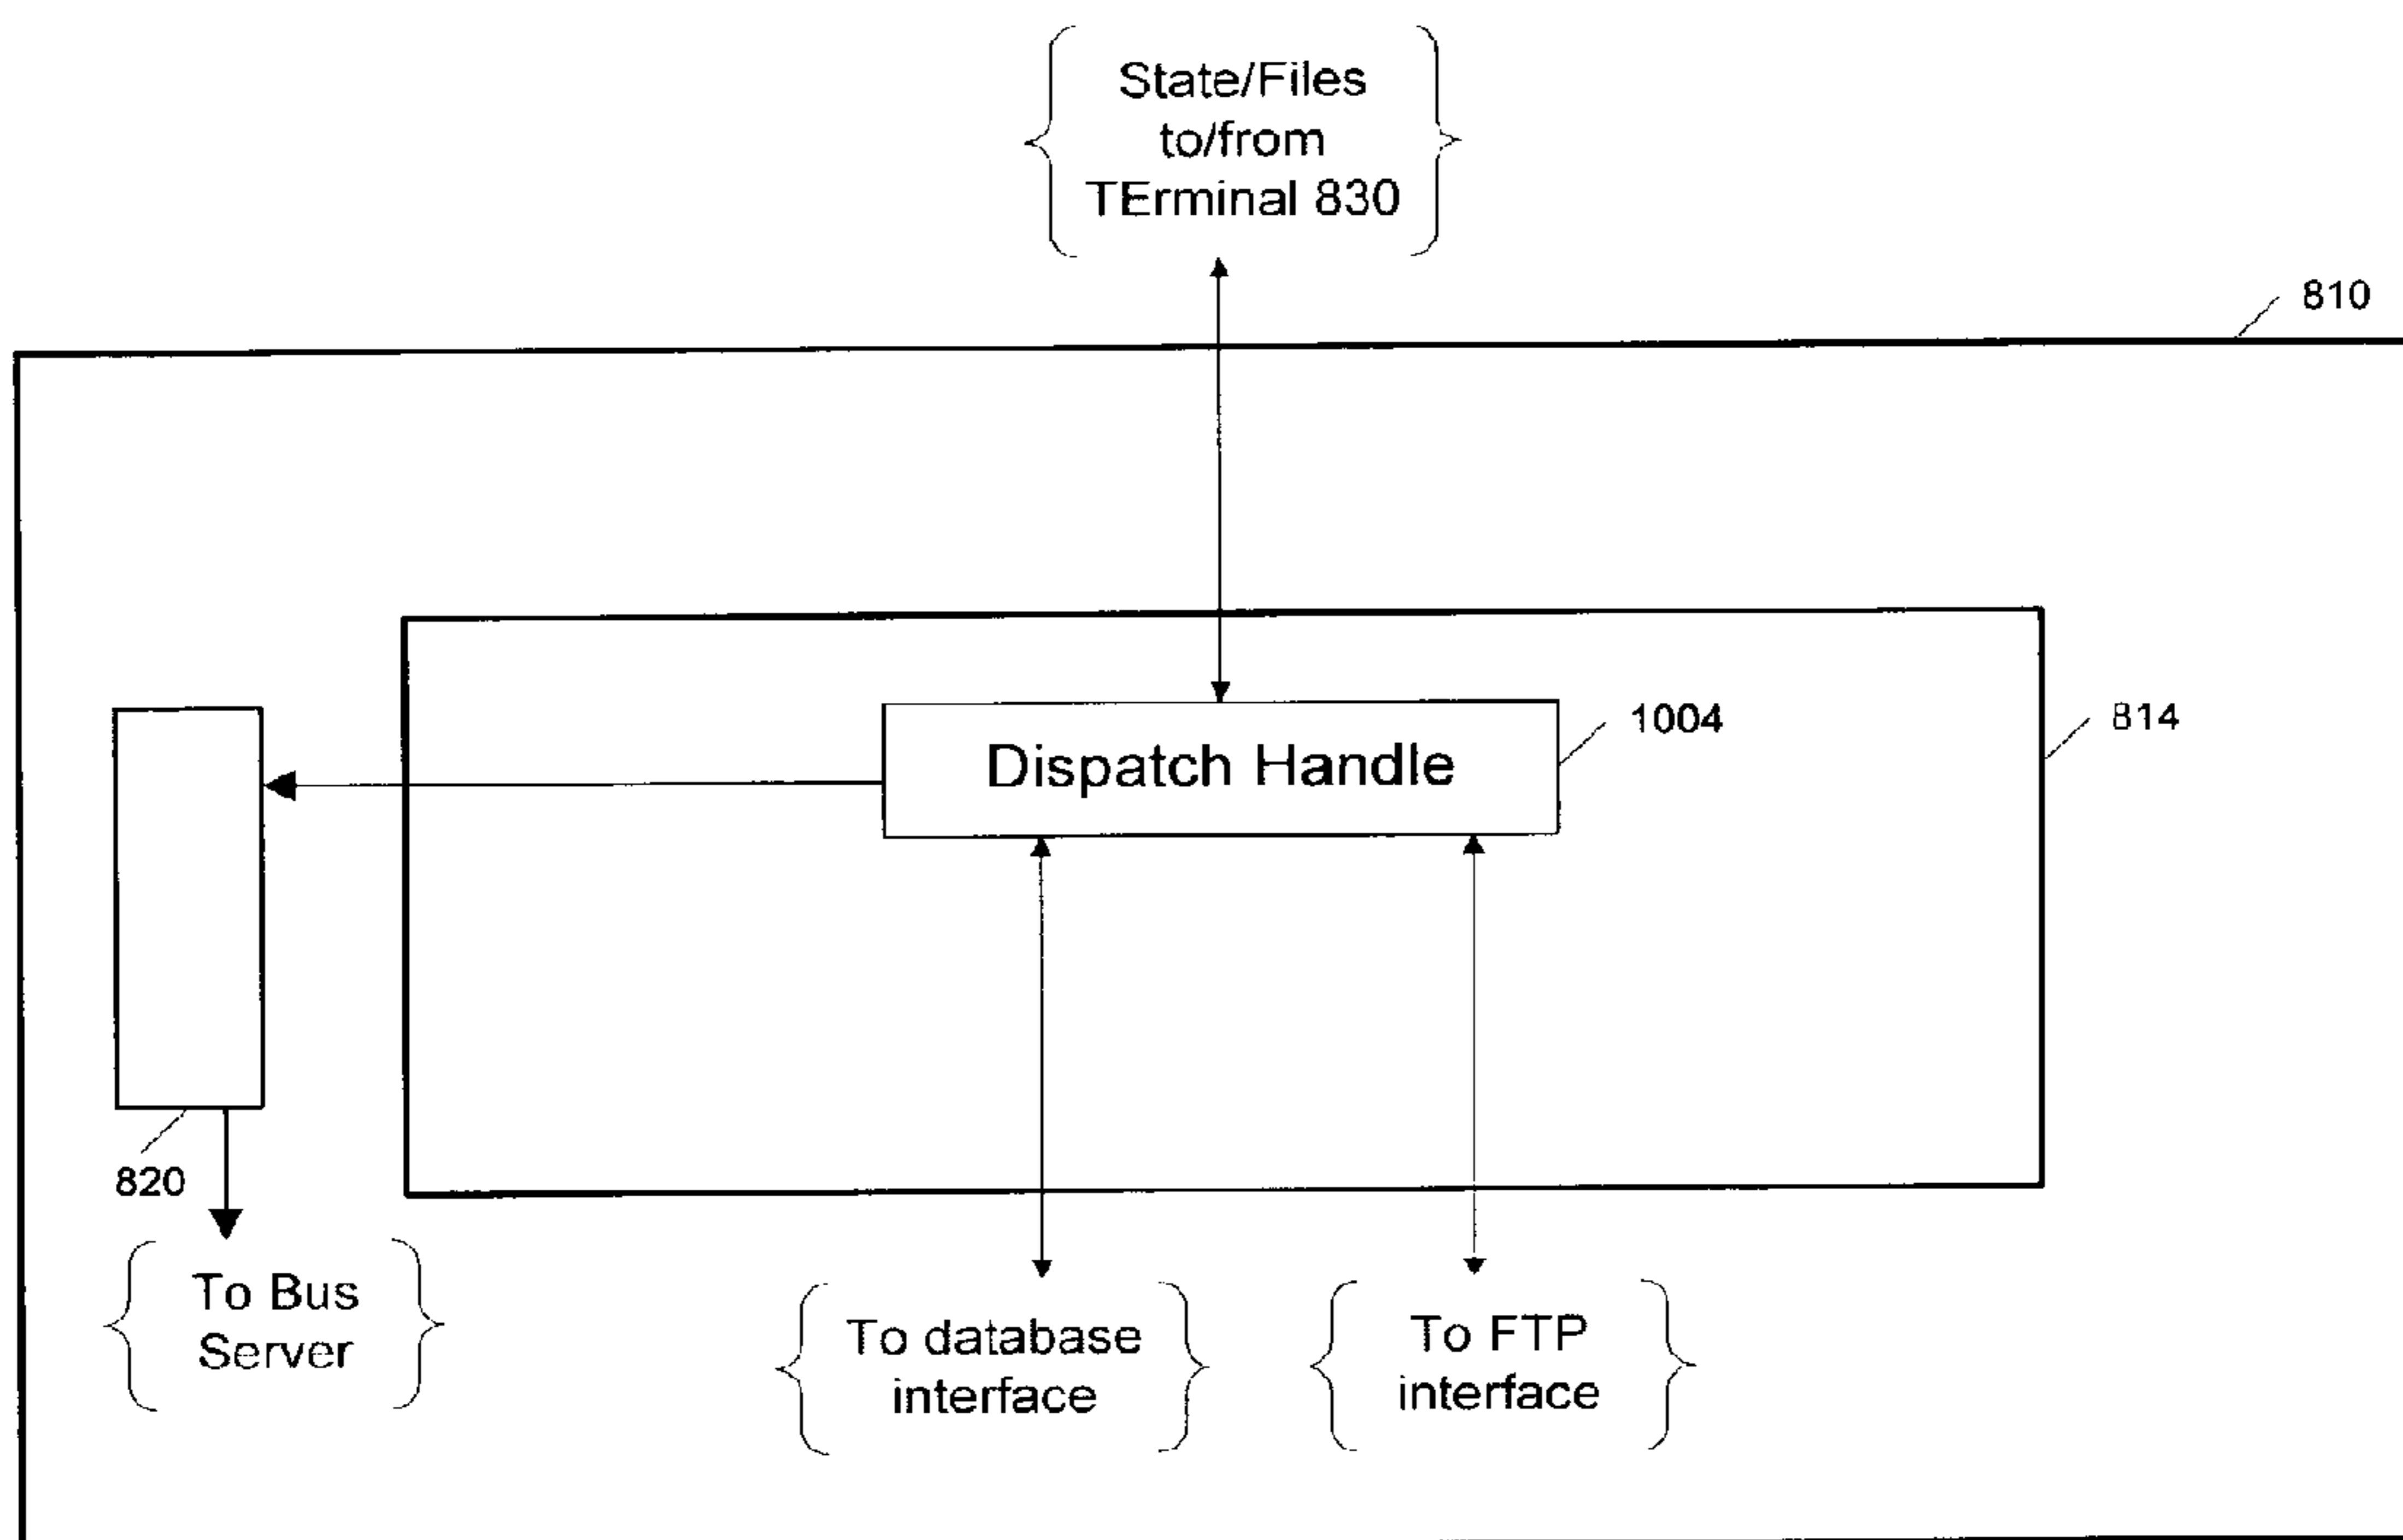 State/Files
to/from
TErminal 830
810
Dispatch Handle
1004
814
820
To Bus
Server
To database
interface
To FTP
interface